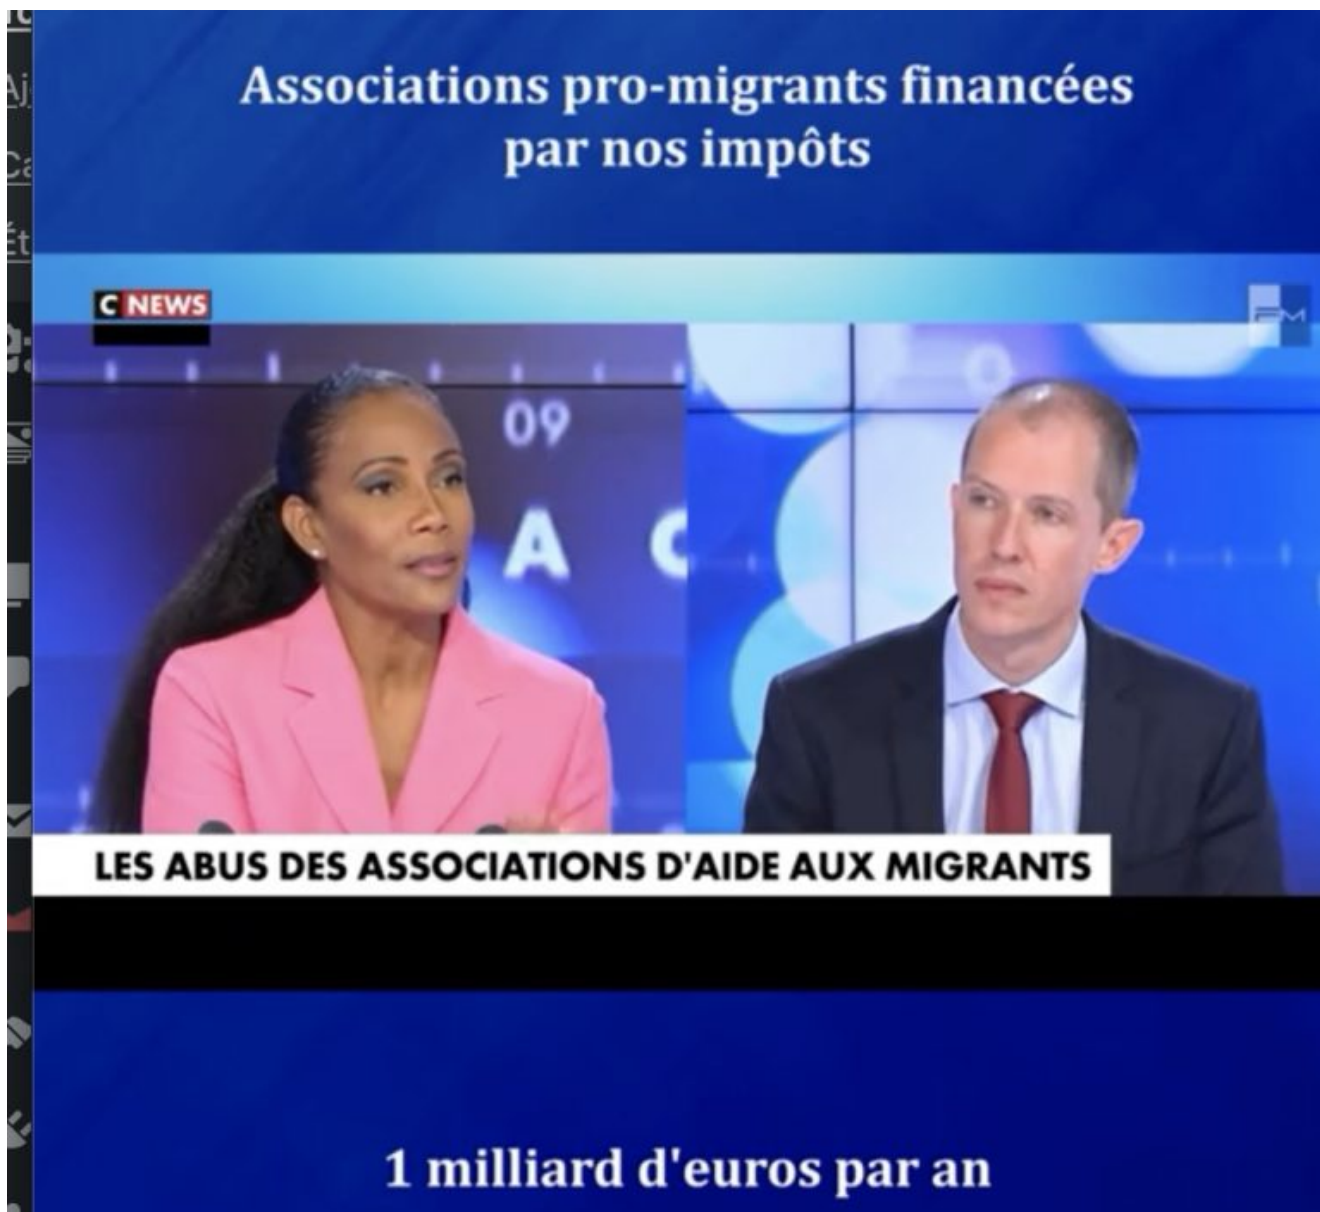 Associations pro-migrants financées
par nos impôts
C NEWS
FM
09
A
LES ABUS DES ASSOCIATIONS D'AIDE AUX MIGRANTS
1 milliard d'euros par an